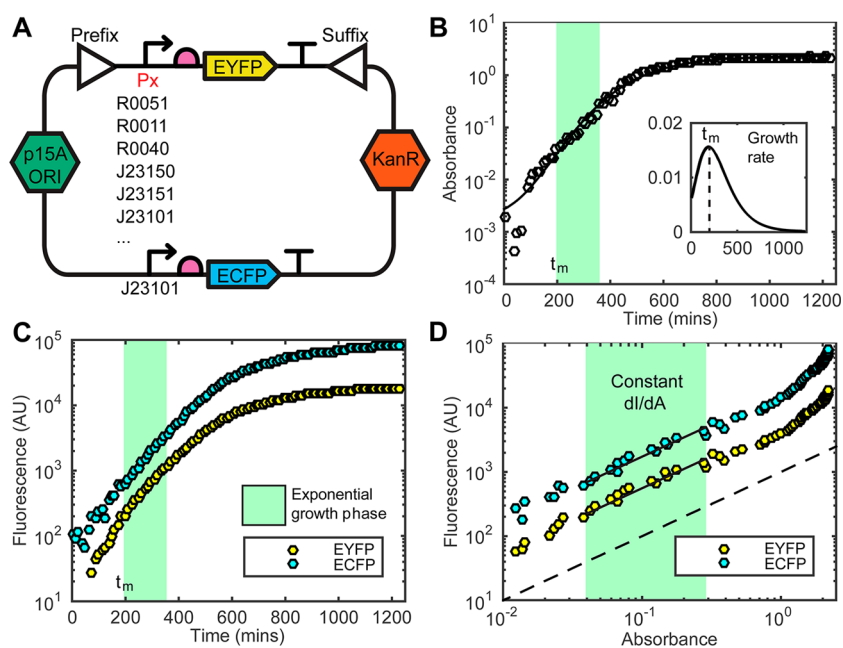 A
Prefix
Suffix
EYFP
Px
R0051
R0011
R0040
J23150
J23151
J23101
...
p15A
ORI
KanR
ECFP
J23101
B
10^1
10^0
10^-1
10^-2
10^-3
10^-4
Absorbance
0 200 400 600 800 1000 1200
Time (mins)
t_m
0.02
0.01
0
0 500 1000
t_m
Growth
rate
C
10^5
10^4
10^3
10^2
10^1
Fluorescence (AU)
0 200 400 600 800 1000 1200
Time (mins)
t_m
Exponential
growth phase
EYFP
ECFP
D
10^5
10^4
10^3
10^2
10^1
Fluorescence (AU)
10^-2 10^-1 10^0
Absorbance
Constant
dI/dA
EYFP
ECFP